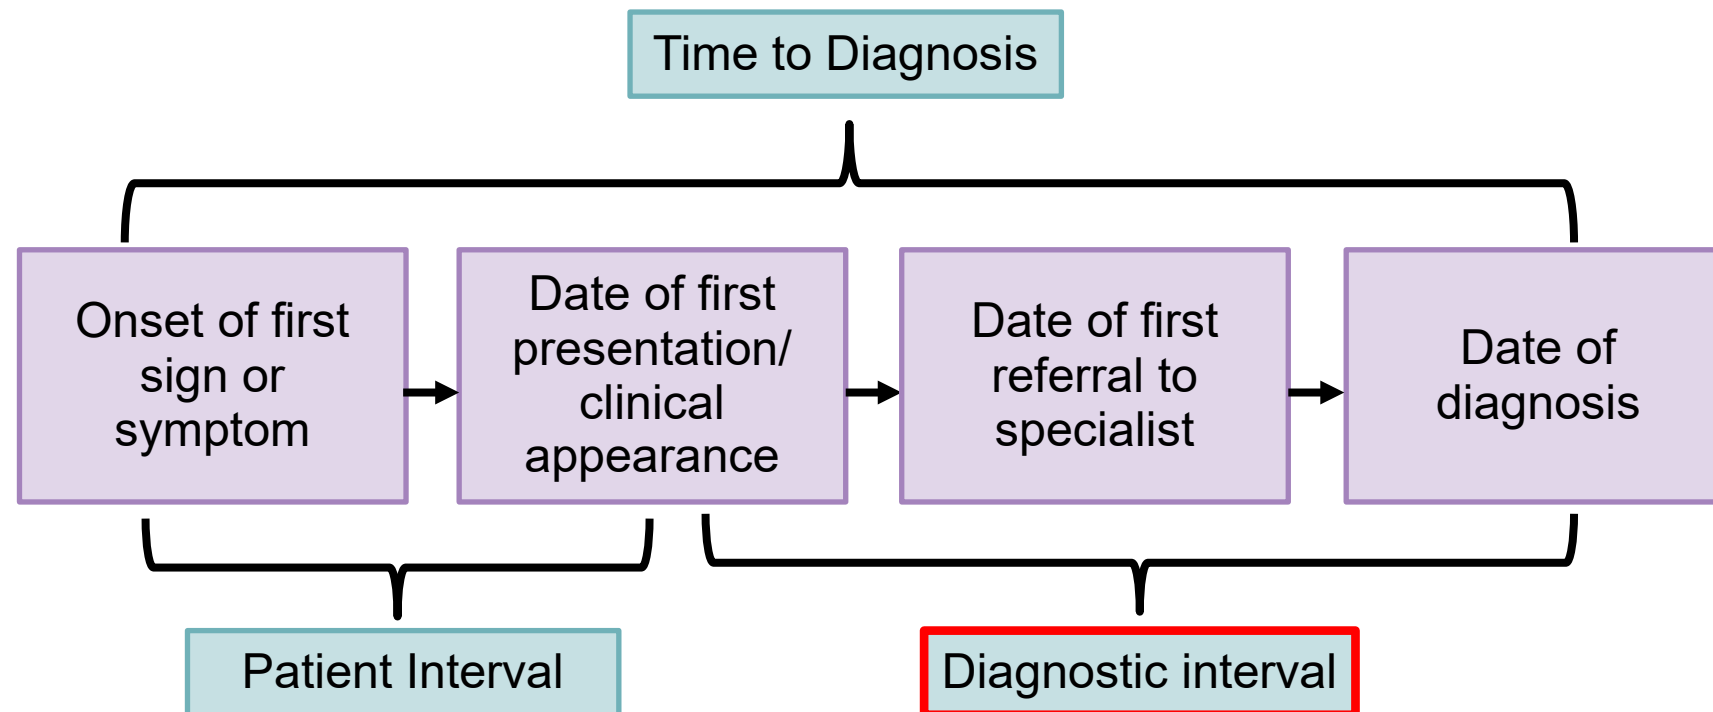 Time to Diagnosis
Onset of first
sign or
symptom
Date of first
presentation/
clinical
appearance
Date of first
referral to
specialist
Date of
diagnosis
Patient Interval
Diagnostic interval